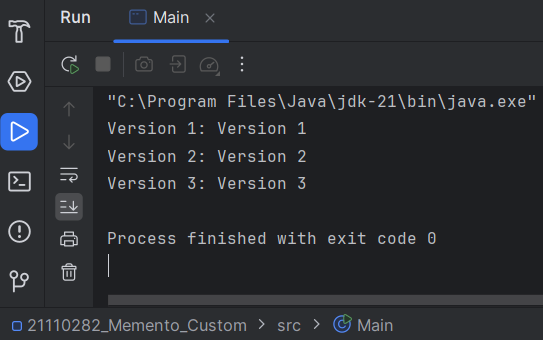 Run Main
"C:\Program Files\Java\jdk-21\bin\java.exe"
Version 1: Version 1
Version 2: Version 2
Version 3: Version 3
Process finished with exit code 0
21110282_Memento_Custom > src > Main